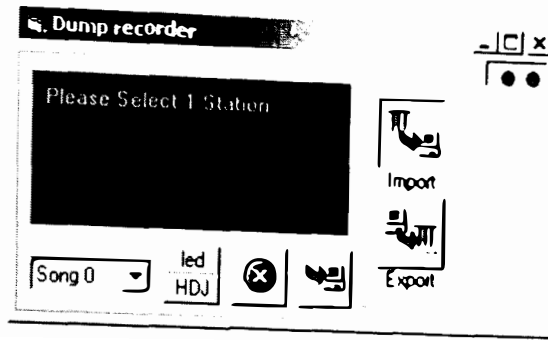 Dump recorder
Please Select 1 Station
Import
Export
Song 0
led
HDJ